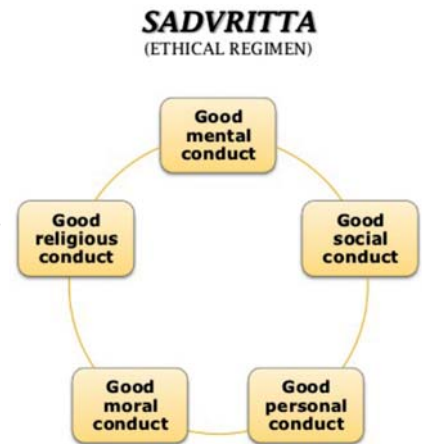 SADVRITTA
(ETHICAL REGIMEN)
Good
mental
conduct
Good
social
conduct
Good
personal
conduct
Good
moral
conduct
Good
religious
conduct